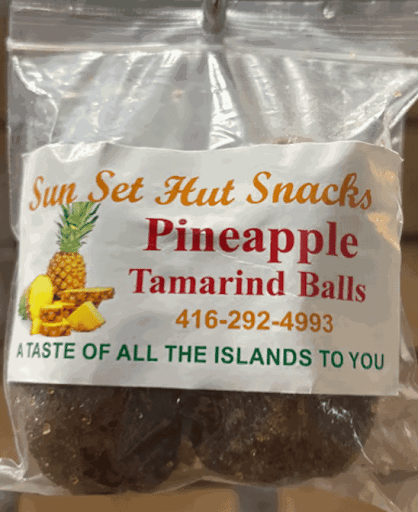 Sun Set Hut Snacks
Pineapple
Tamarind Balls
416-292-4993
A TASTE OF ALL THE ISLANDS TO YOU